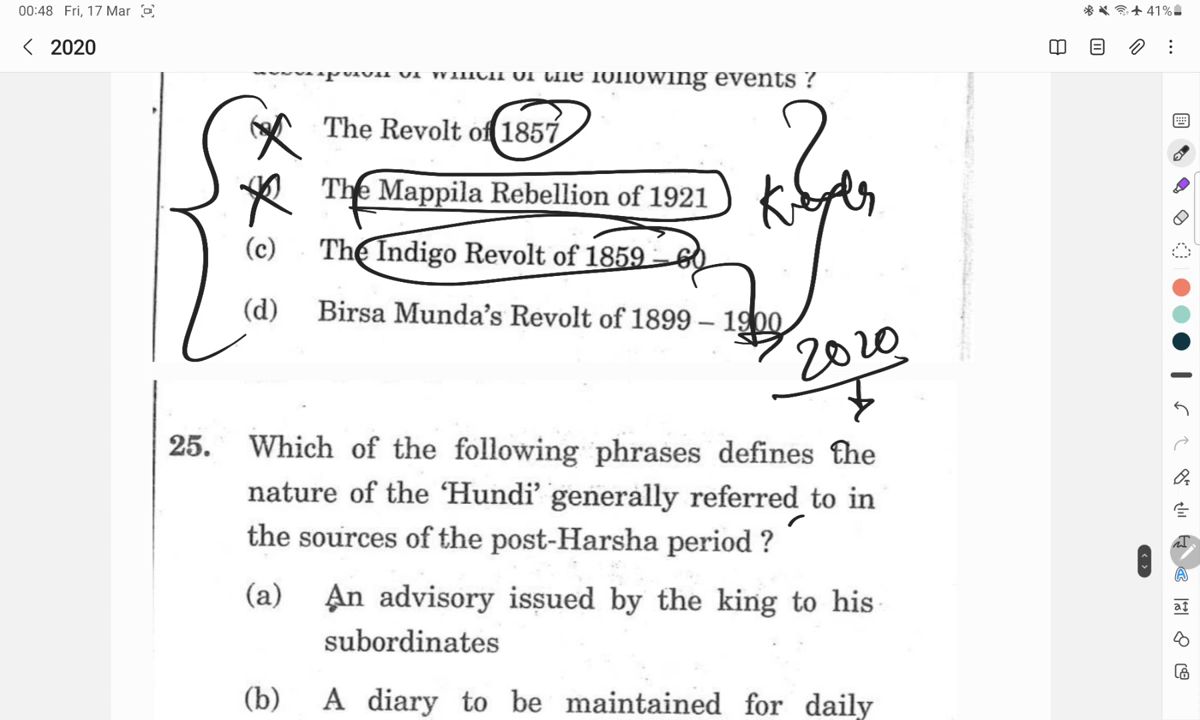 00:48 Fri, 17 Mar 41%
2020
description of which of the following events ?
(a) The Revolt of 1857
(b) The Mappila Rebellion of 1921
(c) The Indigo Revolt of 1859 – 60
(d) Birsa Munda's Revolt of 1899 – 1900
2020
25. Which of the following phrases defines the
nature of the 'Hundi' generally referred to in
the sources of the post-Harsha period ?
(a) An advisory issued by the king to his
subordinates
(b) A diary to be maintained for daily